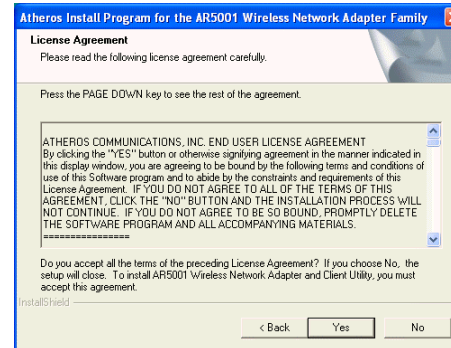 Atheros Install Program for the AR5001 Wireless Network Adapter Family
License Agreement
Please read the following license agreement carefully.
Press the PAGE DOWN key to see the rest of the agreement.
ATHEROS COMMUNICATIONS, INC. END USER LICENSE AGREEMENT
By clicking the "YES" button or otherwise signifying agreement in the manner indicated in
this display window, you are agreeing to be bound by the following terms and conditions of
use of this Software program and to abide by the constraints and requirements of this
License Agreement.  IF YOU DO NOT AGREE TO ALL OF THE TERMS OF THIS
AGREEMENT, CLICK THE "NO" BUTTON AND THE INSTALLATION PROCESS WILL
NOT CONTINUE.  IF YOU DO NOT AGREE TO BE SO BOUND, PROMPTLY DELETE
THE SOFTWARE PROGRAM AND ALL ACCOMPANYING MATERIALS.
================
Do you accept all the terms of the preceding License Agreement?  If you choose No,  the
setup will close.  To install AR5001 Wireless Network Adapter and Client Utility, you must
accept this agreement.
InstallShield
< Back Yes No